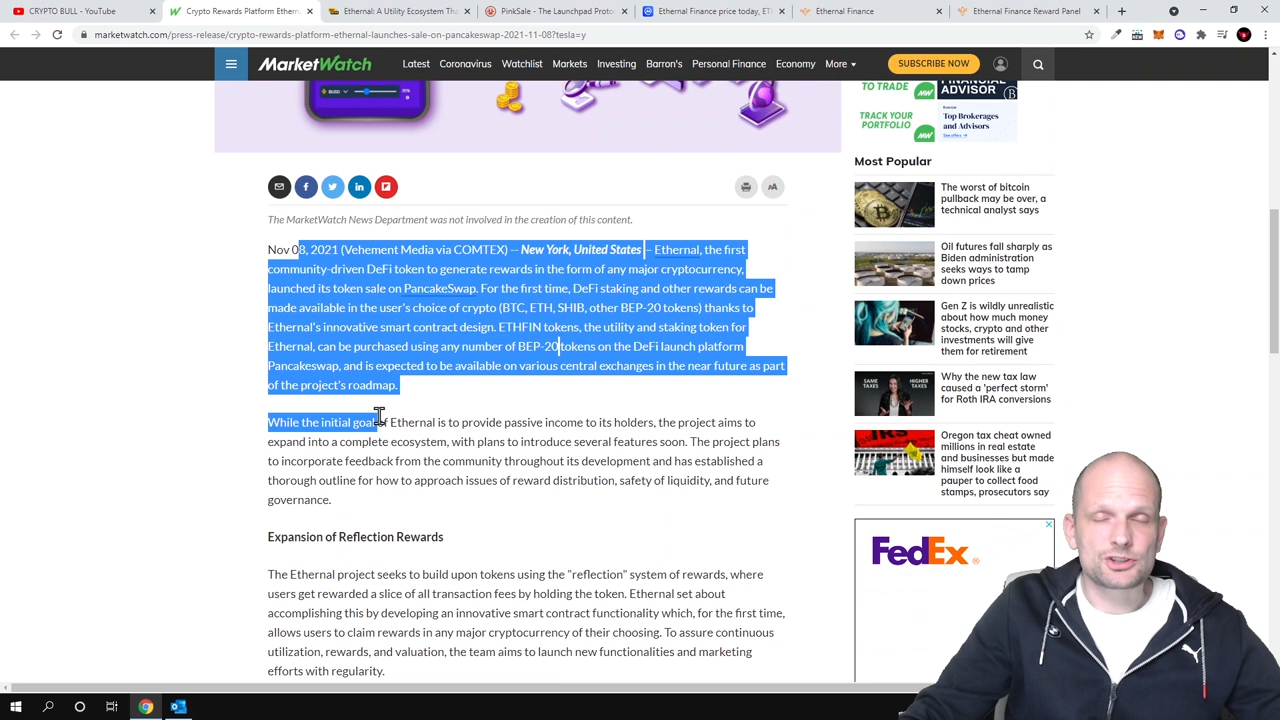 CRYPTO BULL - YouTube
Crypto Rewards Platform Ethern
Ethernal: A Utility Ecosystem Tha
PinkSale - The Launchpad Proto
Ethernal Finance price today, ET
Ethernal Finance
Ethernal Finance Reward Panel
marketwatch.com/press-release/crypto-rewards-platform-ethernal-launches-sale-on-pancakeswap-2021-11-08?tesla=y
MarketWatch
Latest Coronavirus Watchlist Markets Investing Barron's Personal Finance Economy More
SUBSCRIBE NOW
BUSD
TO TRADE
TRACK YOUR
PORTFOLIO
FINANCIAL
ADVISOR
Top Brokerages
and Advisors
The MarketWatch News Department was not involved in the creation of this content.
Nov 08, 2021 (Vehement Media via COMTEX) -- New York, United States – Ethernal, the first
community-driven DeFi token to generate rewards in the form of any major cryptocurrency,
launched its token sale on PancakeSwap. For the first time, DeFi staking and other rewards can be
made available in the user's choice of crypto (BTC, ETH, SHIB, other BEP-20 tokens) thanks to
Ethernal's innovative smart contract design. ETHFIN tokens, the utility and staking token for
Ethernal, can be purchased using any number of BEP-20 tokens on the DeFi launch platform
Pancakeswap, and is expected to be available on various central exchanges in the near future as part
of the project's roadmap.
While the initial goal of Ethernal is to provide passive income to its holders, the project aims to
expand into a complete ecosystem, with plans to introduce several features soon. The project plans
to incorporate feedback from the community throughout its development and has established a
thorough outline for how to approach issues of reward distribution, safety of liquidity, and future
governance.
Expansion of Reflection Rewards
The Ethernal project seeks to build upon tokens using the "reflection" system of rewards, where
users get rewarded a slice of all transaction fees by holding the token. Ethernal set about
accomplishing this by developing an innovative smart contract functionality which, for the first time,
allows users to claim rewards in any major cryptocurrency of their choosing. To assure continuous
utilization, rewards, and valuation, the team aims to launch new functionalities and marketing
efforts with regularity.
Most Popular
The worst of bitcoin
pullback may be over, a
technical analyst says
Oil futures fall sharply as
Biden administration
seeks ways to tamp
down prices
Gen Z is wildly unrealistic
about how much money
stocks, crypto and other
investments will give
them for retirement
HIGHER
TAXES
SAME
TAXES
Why the new tax law
caused a 'perfect storm'
for Roth IRA conversions
IRS
Oregon tax cheat owned
millions in real estate
and businesses but made
himself look like a
pauper to collect food
stamps, prosecutors say
FedEx